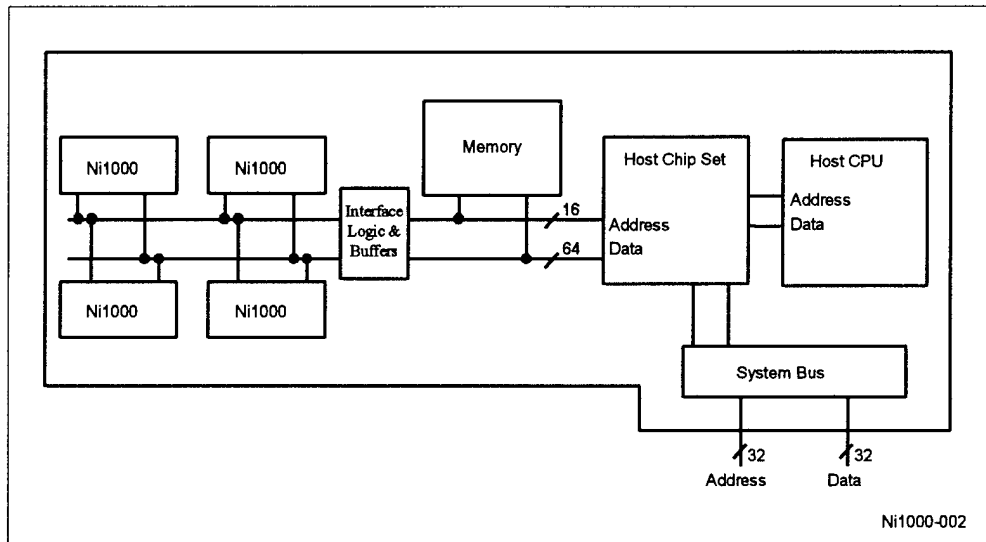 Ni1000
Ni1000
Memory
Host Chip Set
Host CPU
Interface
Logic &
Buffers
16
Address
Data
64
Address
Data
Ni1000
Ni1000
System Bus
32
32
Address
Data
Ni1000-002